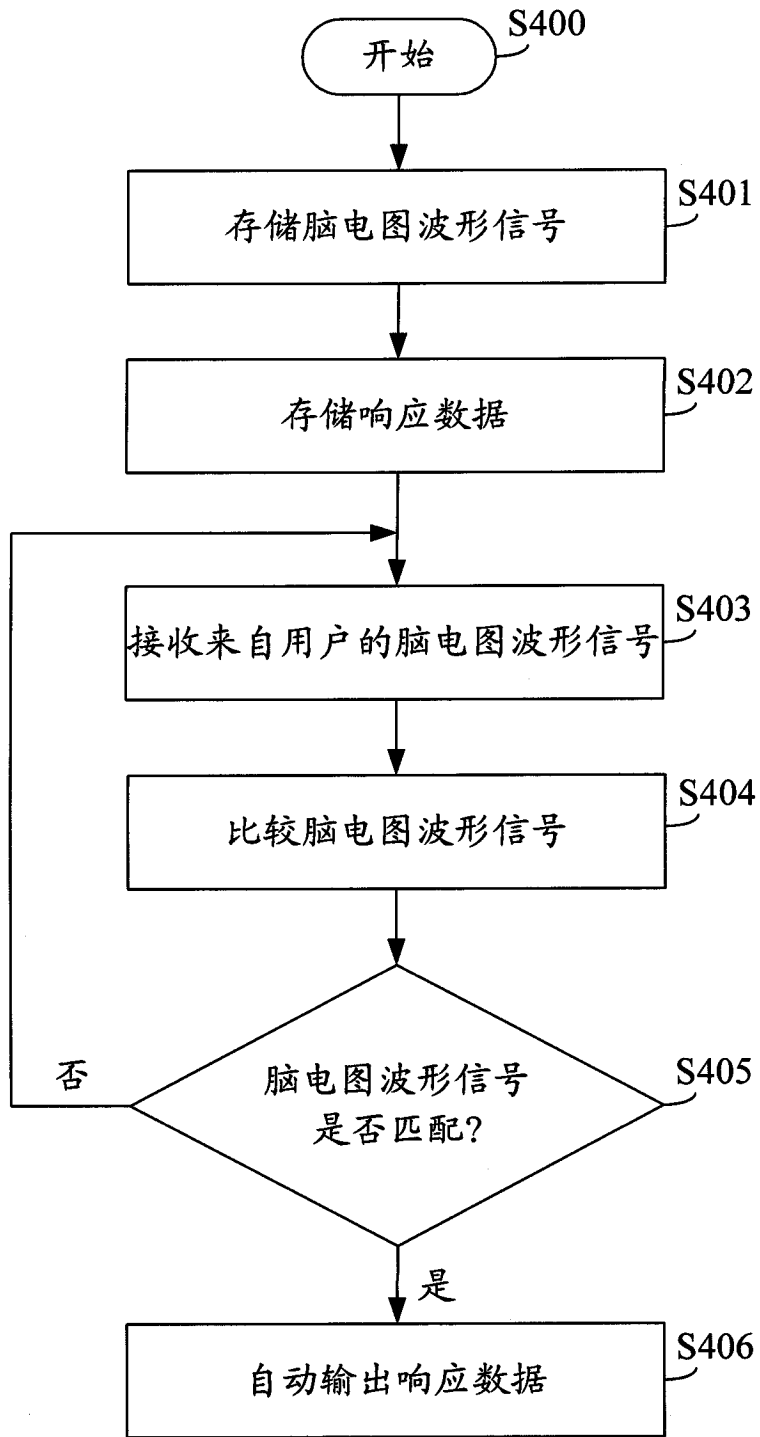 S400
开始
S401
存储脑电图波形信号
S402
存储响应数据
S403
接收来自用户的脑电图波形信号
S404
比较脑电图波形信号
S405
脑电图波形信号
是否匹配?
否
是
S406
自动输出响应数据